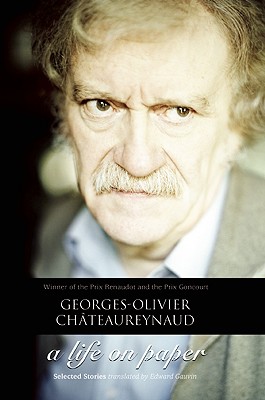 Winner of the Prix Renaudot and the Prix Goncourt
GEORGES-OLIVIER
CHÂTEAUREYNAUD
a life on paper
Selected Stories translated by Edward Gauvin